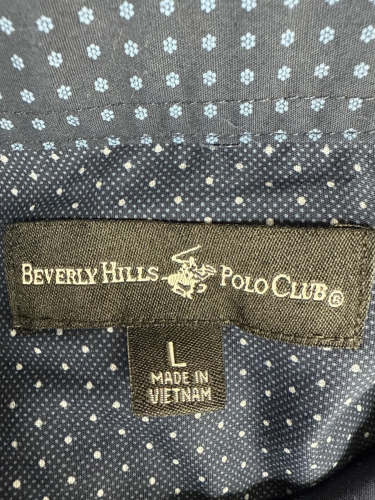 BEVERLY HILLS POLO CLUB®
L
MADE IN
VIETNAM